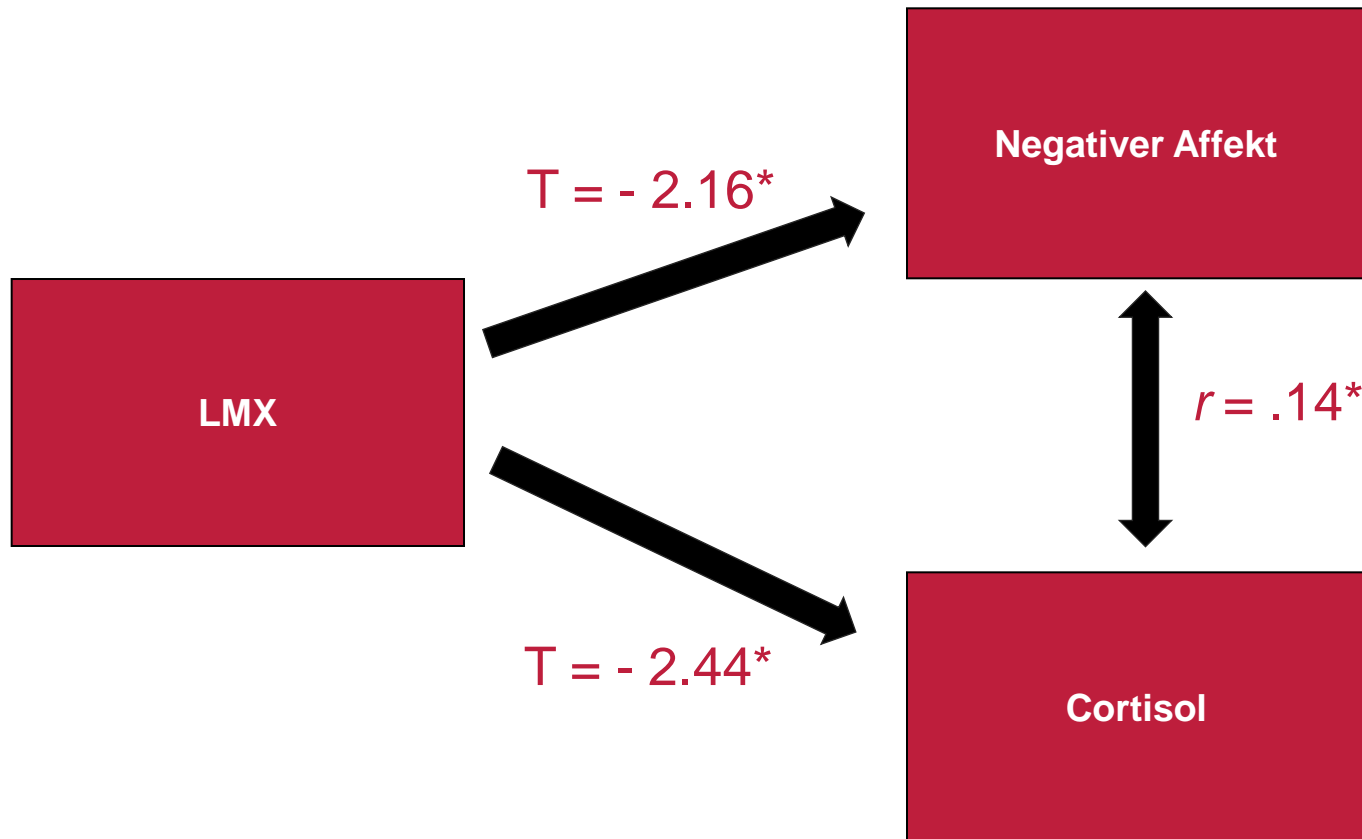 Negativer Affekt
T = - 2.16*
LMX
r = .14*
T = - 2.44*
Cortisol